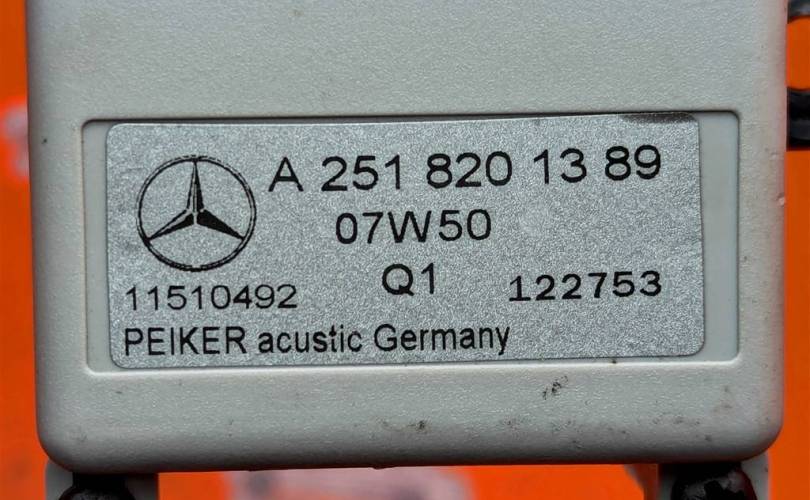 A 251 820 13 89
07W50
11510492 Q1 122753
PEIKER acustic Germany